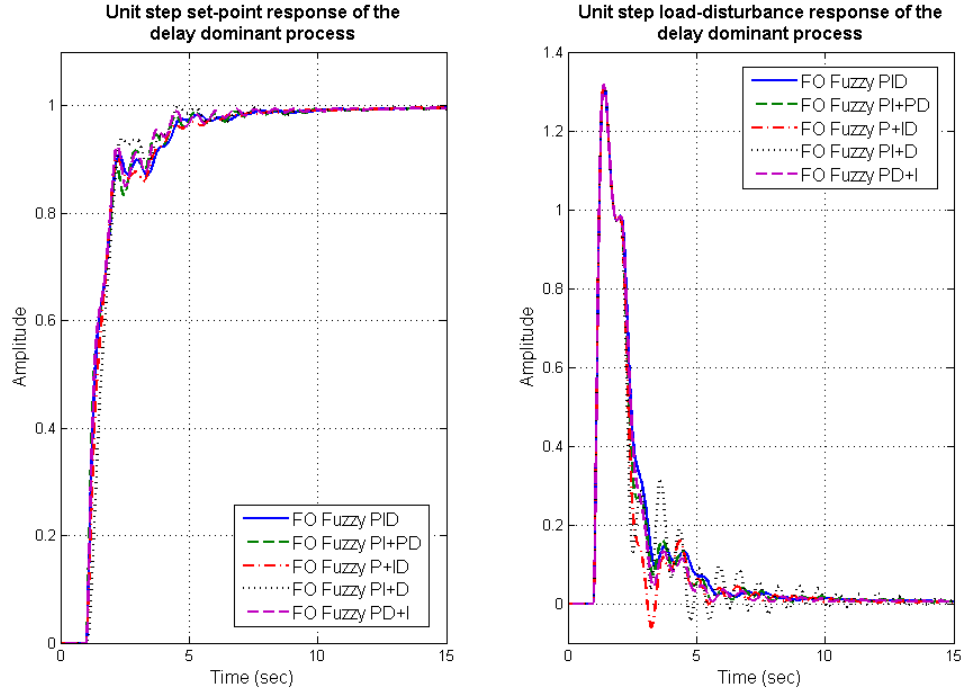 Unit step set-point response of the
delay dominant process
1
0.8
0.6
0.4
0.2
0
Amplitude
FO Fuzzy PID
FO Fuzzy PI+PD
FO Fuzzy P+ID
FO Fuzzy PI+D
FO Fuzzy PD+I
0 5 10 15
Time (sec)
Unit step load-disturbance response of the
delay dominant process
1.4
1.2
1
0.8
0.6
0.4
0.2
0
Amplitude
FO Fuzzy PID
FO Fuzzy PI+PD
FO Fuzzy P+ID
FO Fuzzy PI+D
FO Fuzzy PD+I
0 5 10 15
Time (sec)